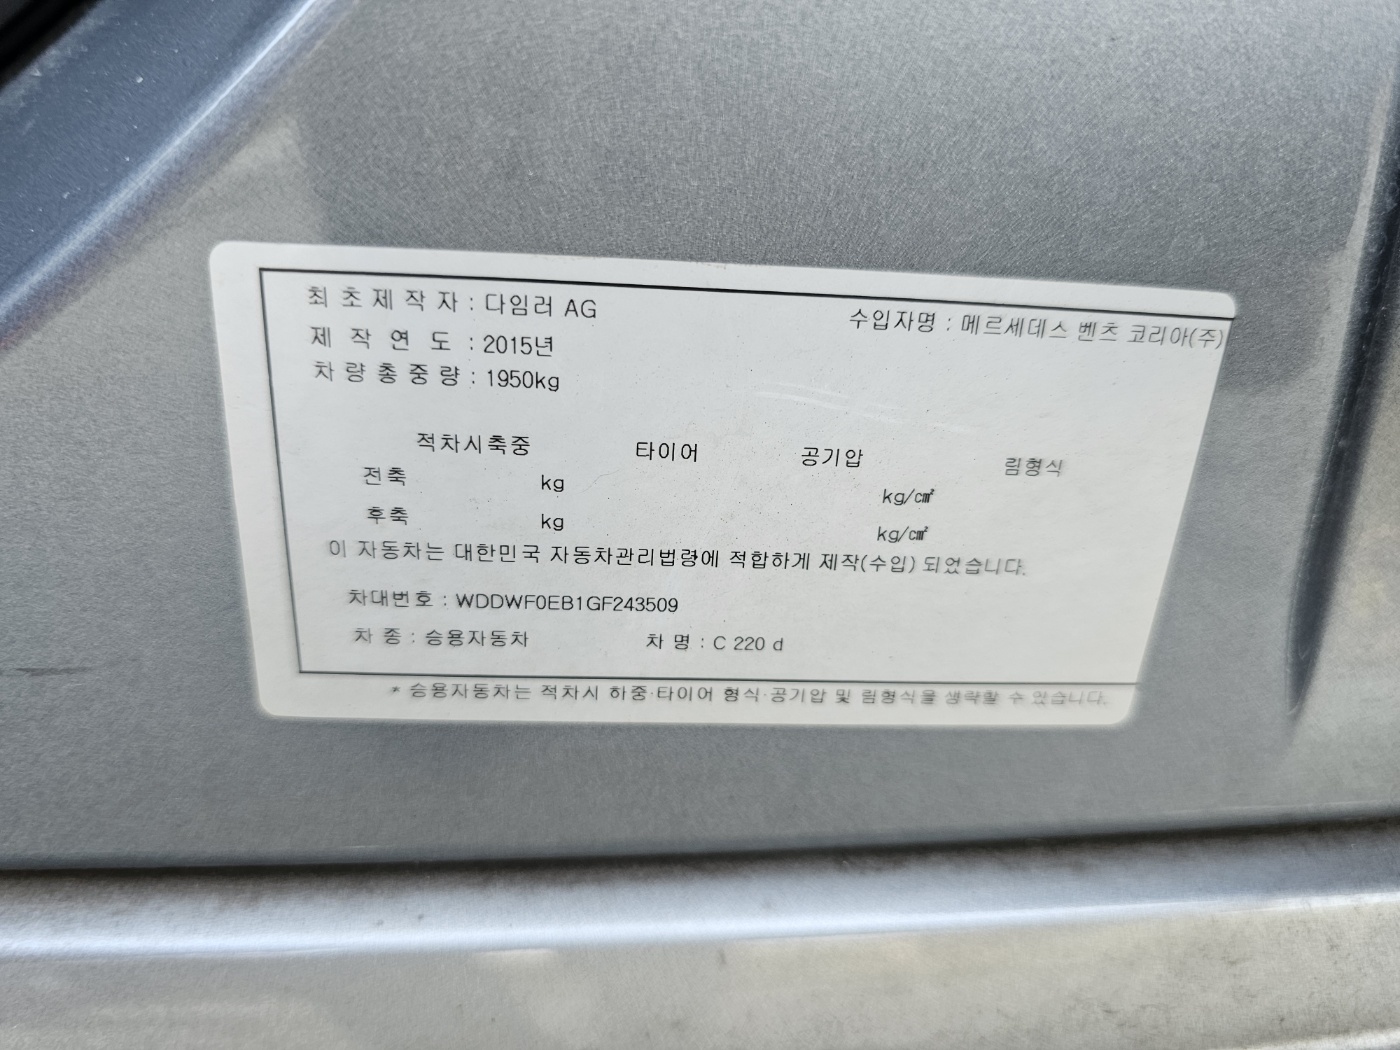 최초제작자 : 다임러 AG
수입자명 : 메르세데스 벤츠 코리아(주)
제작연도 : 2015년
차량총중량 : 1950kg
적차시축중 타이어 공기압 림형식
전축 kg kg/㎠
후축 kg kg/㎠
이 자동차는 대한민국 자동차관리법령에 적합하게 제작(수입) 되었습니다.
차대번호 : WDDWF0EB1GF243509
차 종 : 승용자동차 차 명 : C 220 d
* 승용자동차는 적차시 하중·타이어 형식·공기압 및 림형식을 생략할 수 있습니다.